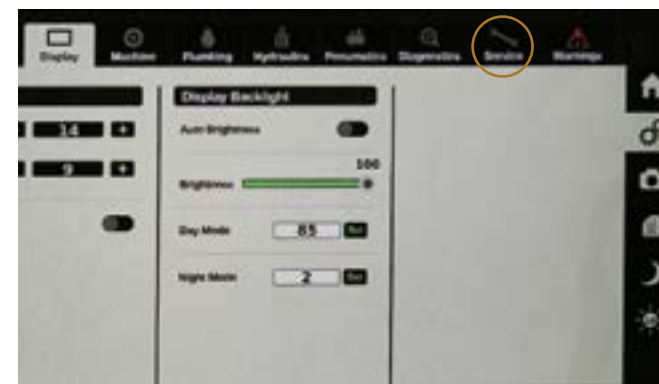 Display Machine Plumbing Hydraulics Pneumatics Diagnostics Service Warnings
Display Backlight
14 +
Auto Brightness
9 +
100
Brightness
Day Mode 85 Set
Night Mode 2 Set